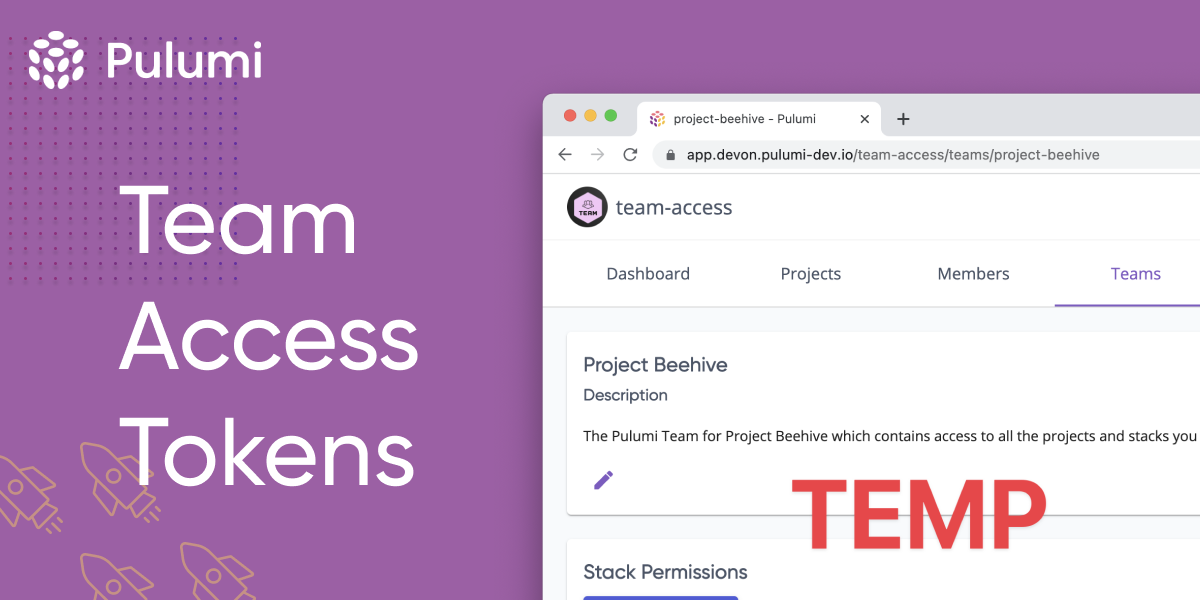 Pulumi
Team
Access
Tokens
project-beehive - Pulumi
app.devon.pulumi-dev.io/team-access/teams/project-beehive
TEAM
team-access
Dashboard
Projects
Members
Teams
Project Beehive
Description
The Pulumi Team for Project Beehive which contains access to all the projects and stacks you
TEMP
Stack Permissions